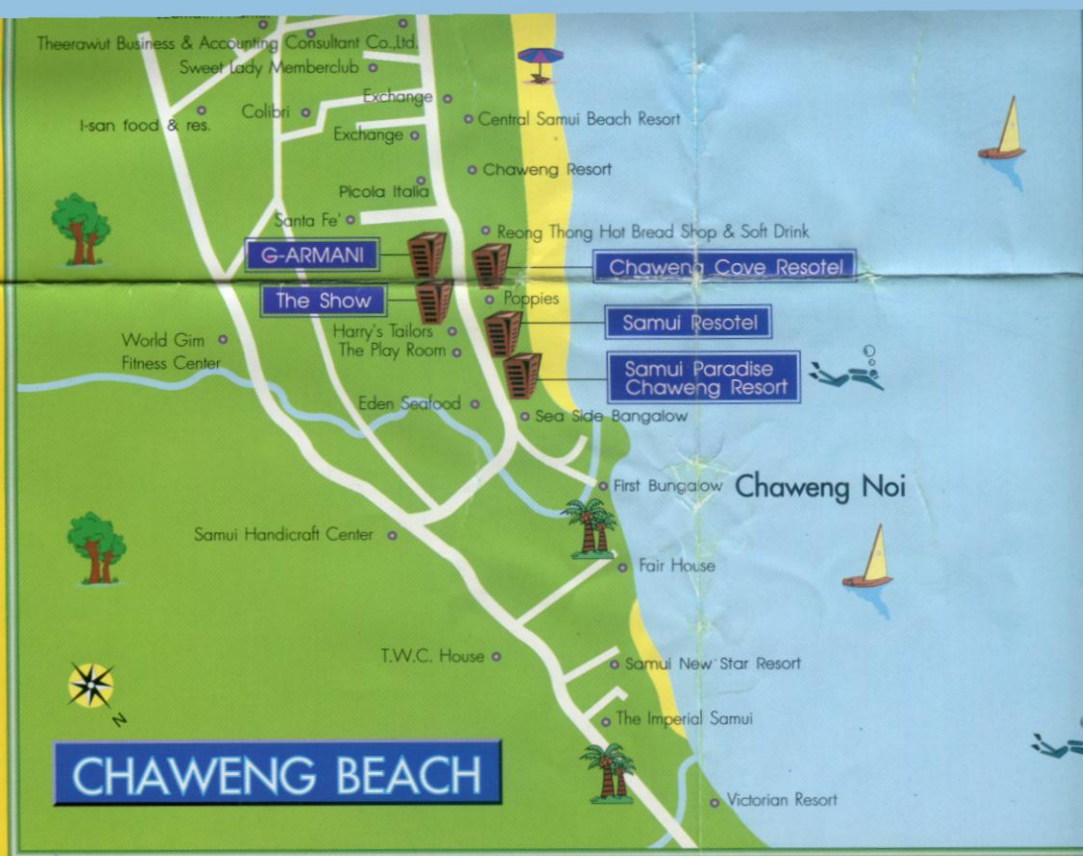 Theerawut Business & Accounting Consultant Co.,Ltd.
Sweet Lady Memberclub
Exchange
Colibri
Central Samui Beach Resort
I-san food & res.
Exchange
Chaweng Resort
Picola Italia
Santa Fe'
Reong Thong Hot Bread Shop & Soft Drink
G-ARMANI
Chaweng Cove Resotel
The Show
Poppies
Samui Resotel
Harry's Tailors
The Play Room
World Gim
Fitness Center
Samui Paradise
Chaweng Resort
Eden Seafood
Sea Side Bangalow
First Bungalow
Chaweng Noi
Samui Handicraft Center
Fair House
T.W.C. House
Samui New Star Resort
N
The Imperial Samui
CHAWENG BEACH
Victorian Resort